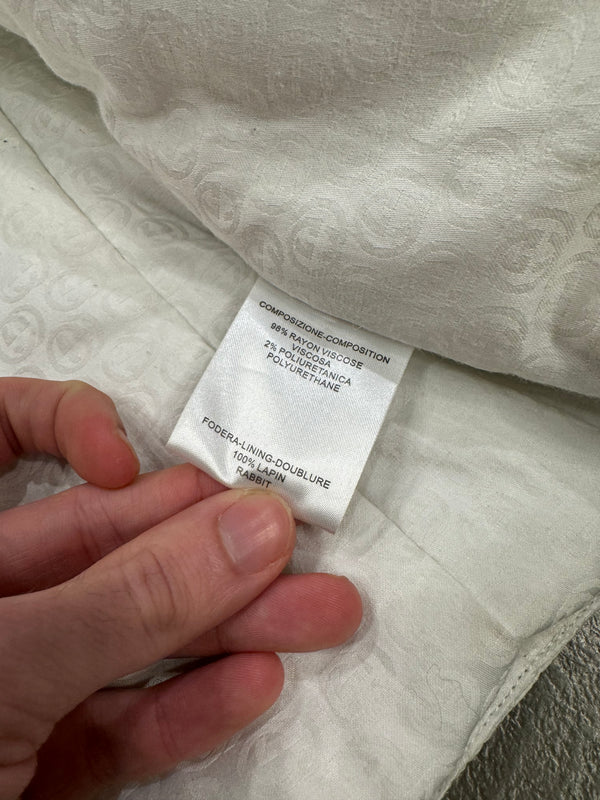 COMPOSIZIONE-COMPOSITION
98% RAYON VISCOSE
VISCOSA
2% POLIURETANICA
POLYURETHANE
FODERA-LINING-DOUBLURE
100% LAPIN
RABBIT